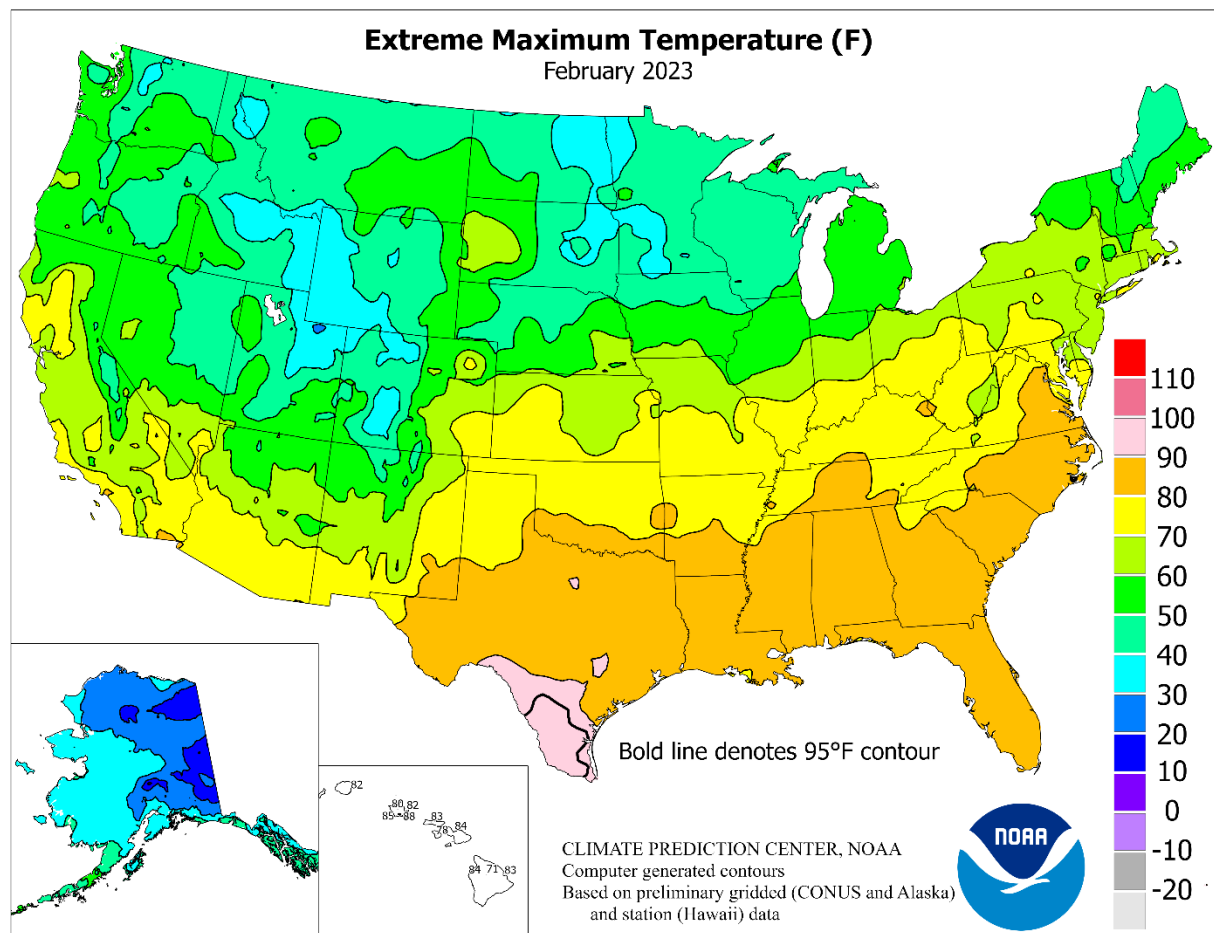 Extreme Maximum Temperature (F)
February 2023
110
100
90
80
70
60
50
40
30
20
10
0
-10
-20
Bold line denotes 95°F contour
82
80 82
85 88
83
78
84
84 71 83
CLIMATE PREDICTION CENTER, NOAA
Computer generated contours
Based on preliminary gridded (CONUS and Alaska)
and station (Hawaii) data
NOAA